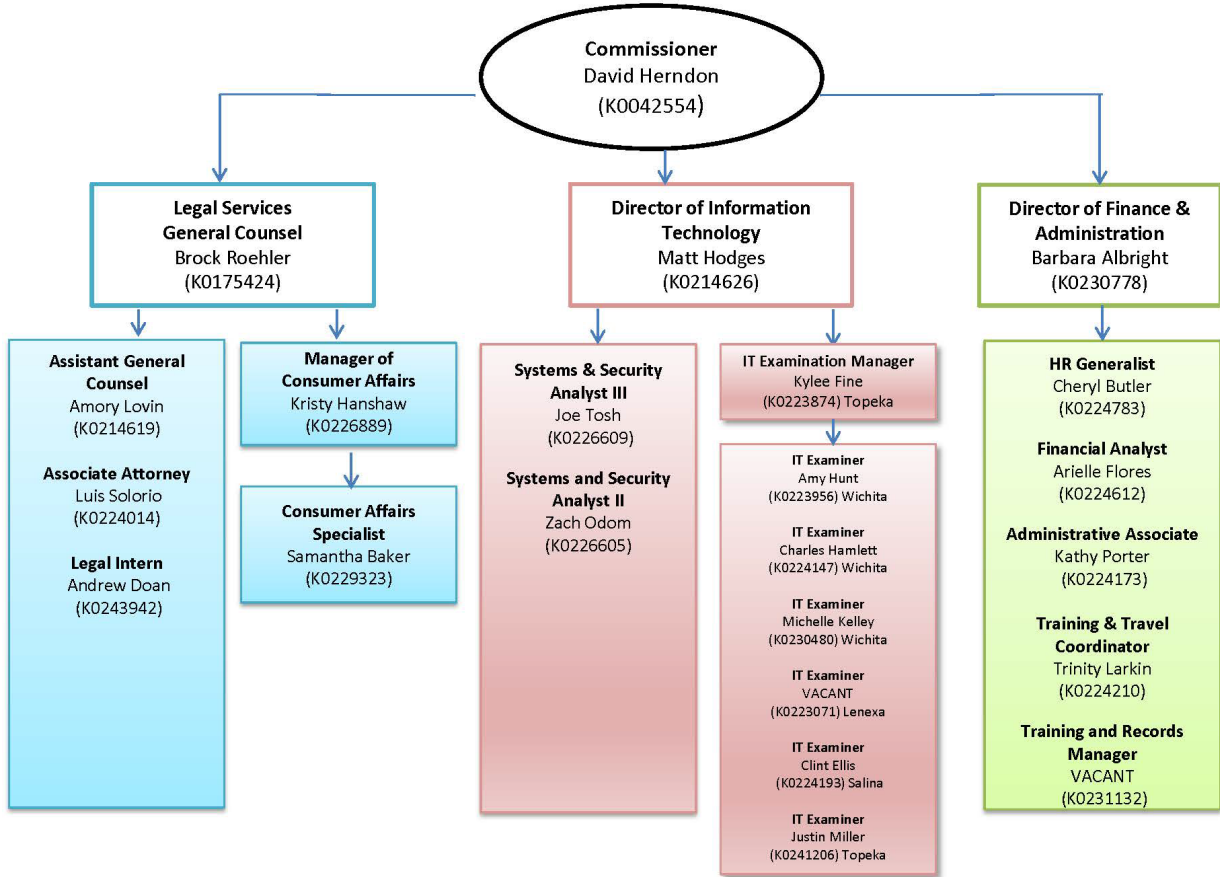 Commissioner
David Herndon
(K0042554)
Legal Services
General Counsel
Brock Roehler
(K0175424)
Director of Information
Technology
Matt Hodges
(K0214626)
Director of Finance &
Administration
Barbara Albright
(K0230778)
Assistant General
Counsel
Amory Lovin
(K0214619)
Associate Attorney
Luis Solorio
(K0224014)
Legal Intern
Andrew Doan
(K0243942)
Manager of
Consumer Affairs
Kristy Hanshaw
(K0226889)
Consumer Affairs
Specialist
Samantha Baker
(K0229323)
Systems & Security
Analyst III
Joe Tosh
(K0226609)
Systems and Security
Analyst II
Zach Odom
(K0226605)
IT Examination Manager
Kylee Fine
(K0223874) Topeka
IT Examiner
Amy Hunt
(K0223956) Wichita
IT Examiner
Charles Hamlett
(K0224147) Wichita
IT Examiner
Michelle Kelley
(K0230480) Wichita
IT Examiner
VACANT
(K0223071) Lenexa
IT Examiner
Clint Ellis
(K0224193) Salina
IT Examiner
Justin Miller
(K0241206) Topeka
HR Generalist
Cheryl Butler
(K0224783)
Financial Analyst
Arielle Flores
(K0224612)
Administrative Associate
Kathy Porter
(K0224173)
Training & Travel
Coordinator
Trinity Larkin
(K0224210)
Training and Records
Manager
VACANT
(K0231132)